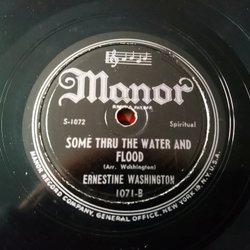 Manor
S-1072
Spiritual
SOME THRU THE WATER AND
FLOOD
(Arr. Washington)
ERNESTINE WASHINGTON
1071-B
MANOR RECORD COMPANY, GENERAL OFFICE, NEW YORK 19, N.Y., U.S.A.